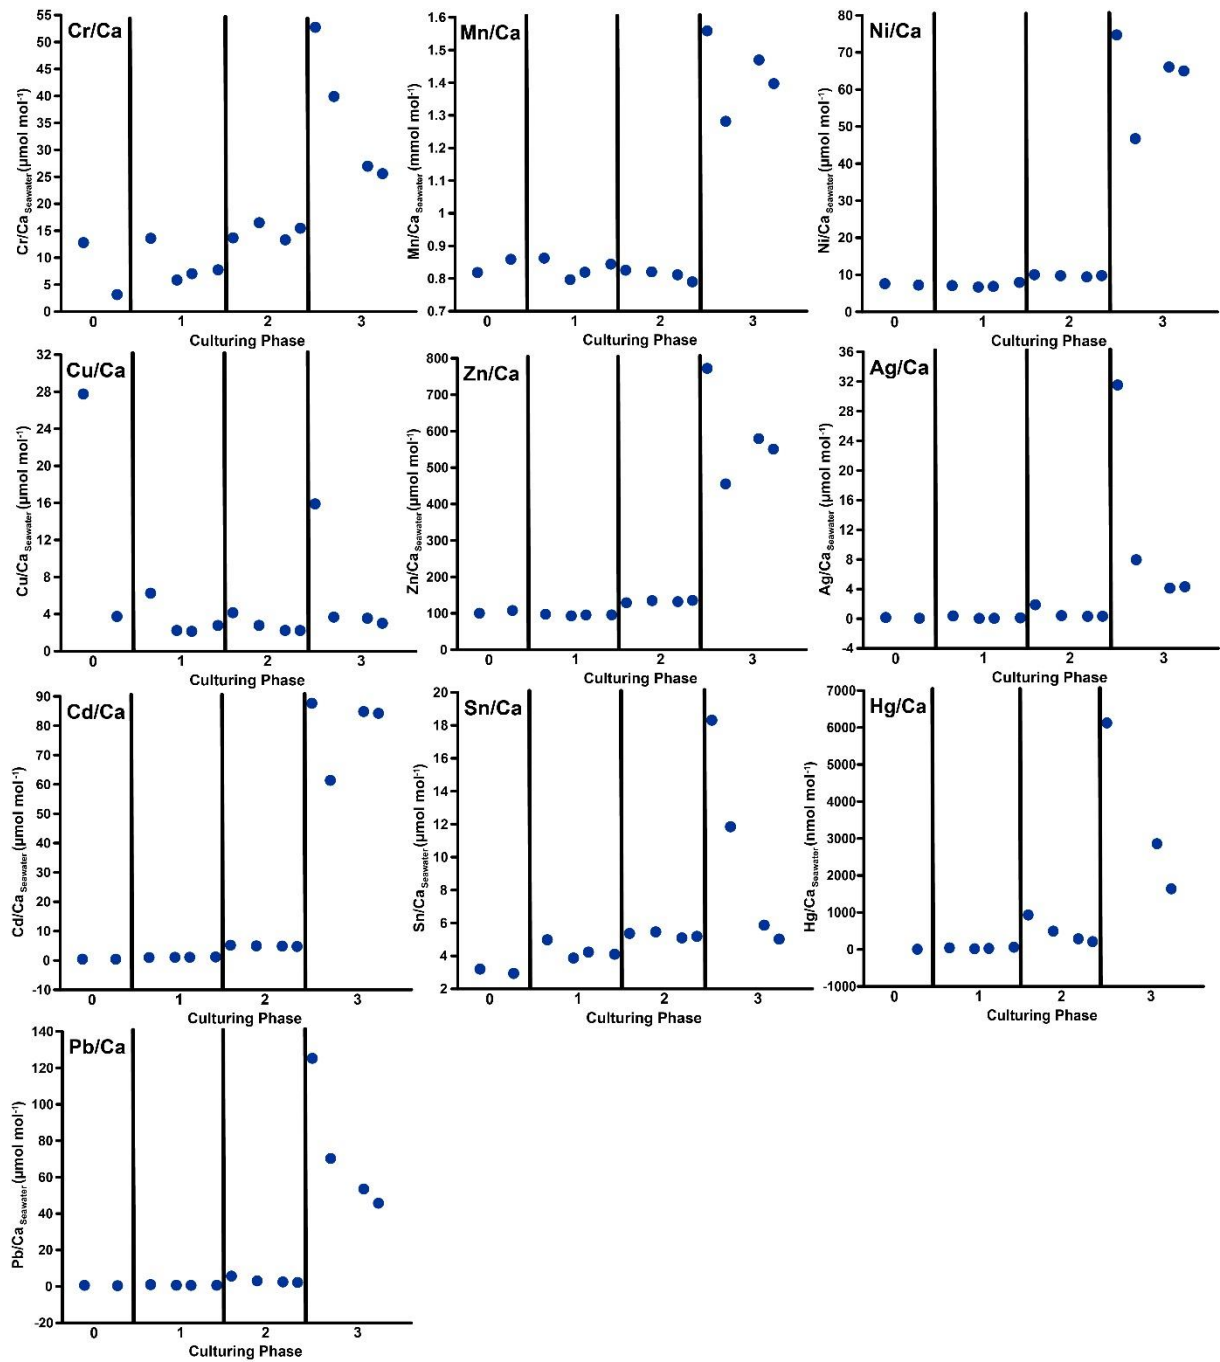 Cr/Ca
Cr/Ca Seawater (µmol mol⁻¹)
55
50
45
40
35
30
25
20
15
10
5
0
0 1 2 3
Culturing Phase
Mn/Ca
Mn/Ca Seawater (mmol mol⁻¹)
1.6
1.5
1.4
1.3
1.2
1.1
1
0.9
0.8
0.7
0 1 2 3
Culturing Phase
Ni/Ca
Ni/Ca Seawater (µmol mol⁻¹)
80
70
60
50
40
30
20
10
0
0 1 2 3
Culturing Phase
Cu/Ca
Cu/Ca Seawater (µmol mol⁻¹)
32
28
24
20
16
12
8
4
0
0 1 2 3
Culturing Phase
Zn/Ca
Zn/Ca Seawater (µmol mol⁻¹)
800
700
600
500
400
300
200
100
0
0 1 2 3
Culturing Phase
Ag/Ca
Ag/Ca Seawater (µmol mol⁻¹)
36
32
28
24
20
16
12
8
4
0
-4
0 1 2 3
Culturing Phase
Cd/Ca
Cd/Ca Seawater (µmol mol⁻¹)
90
80
70
60
50
40
30
20
10
0
-10
0 1 2 3
Culturing Phase
Sn/Ca
Sn/Ca Seawater (µmol mol⁻¹)
20
18
16
14
12
10
8
6
4
2
0 1 2 3
Culturing Phase
Hg/Ca
Hg/Ca Seawater (nmol mol⁻¹)
7000
6000
5000
4000
3000
2000
1000
0
-1000
0 1 2 3
Culturing Phase
Pb/Ca
Pb/Ca Seawater (µmol mol⁻¹)
140
120
100
80
60
40
20
0
-20
0 1 2 3
Culturing Phase